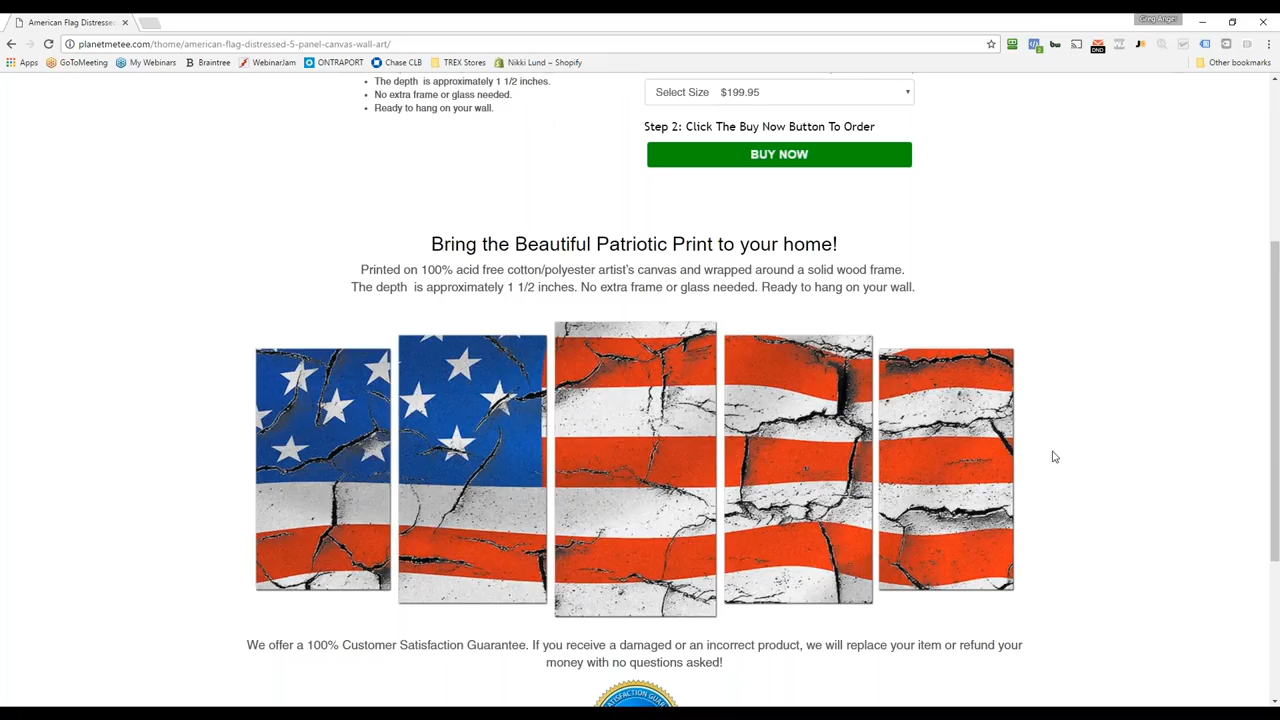 American Flag Distressed
Greg Angel
planetmetee.com/thome/american-flag-distressed-5-panel-canvas-wall-art/
Apps
GoToMeeting
My Webinars
Braintree
WebinarJam
ONTRAPORT
Chase CLB
TREX Stores
Nikki Lund – Shopify
Other bookmarks
The depth is approximately 1 1/2 inches.
No extra frame or glass needed.
Ready to hang on your wall.
Select Size $199.95
Step 2: Click The Buy Now Button To Order
BUY NOW
Bring the Beautiful Patriotic Print to your home!
Printed on 100% acid free cotton/polyester artist's canvas and wrapped around a solid wood frame.
The depth is approximately 1 1/2 inches. No extra frame or glass needed. Ready to hang on your wall.
We offer a 100% Customer Satisfaction Guarantee. If you receive a damaged or an incorrect product, we will replace your item or refund your
money with no questions asked!